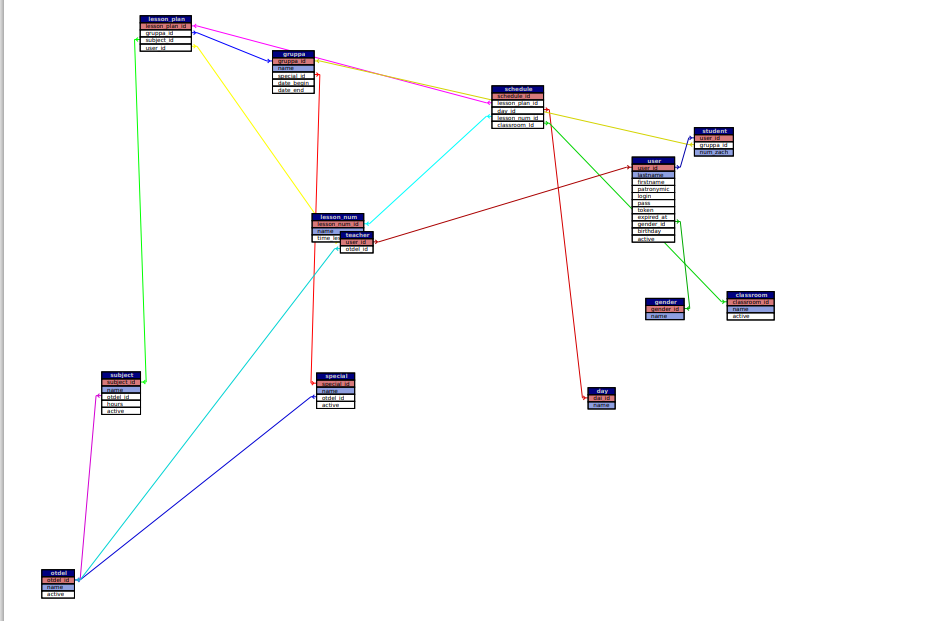 lesson_plan
lesson_plan_id
gruppa_id
subject_id
user_id
gruppa
gruppa_id
name
special_id
date_begin
date_end
schedule
schedule_id
lesson_plan_id
day_id
lesson_num_id
classroom_id
student
user_id
gruppa_id
num_zach
user
user_id
lastname
firstname
patronymic
login
pass
token
expired_at
gender_id
birthday
active
lesson_num
lesson_num_id
name
teacher
user_id
otdel_id
gender
gender_id
name
classroom
classroom_id
name
active
subject
subject_id
name
otdel_id
hours
active
special
special_id
name
otdel_id
active
day
dai_id
name
otdel
otdel_id
name
active